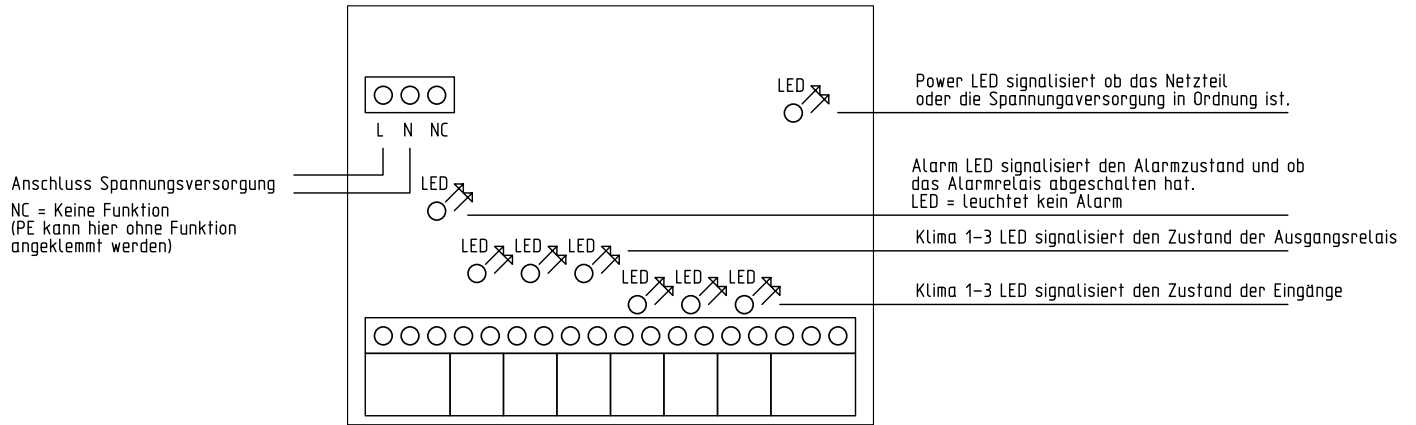 LED
Power LED signalisiert ob das Netzteil
oder die Spannungaversorgung in Ordnung ist.
L N NC
Anschluss Spannungsversorgung
NC = Keine Funktion
(PE kann hier ohne Funktion
angeklemmt werden)
LED
Alarm LED signalisiert den Alarmzustand und ob
das Alarmrelais abgeschalten hat.
LED = leuchtet kein Alarm
LED LED LED
Klima 1-3 LED signalisiert den Zustand der Ausgangsrelais
LED LED LED
Klima 1-3 LED signalisiert den Zustand der Eingänge